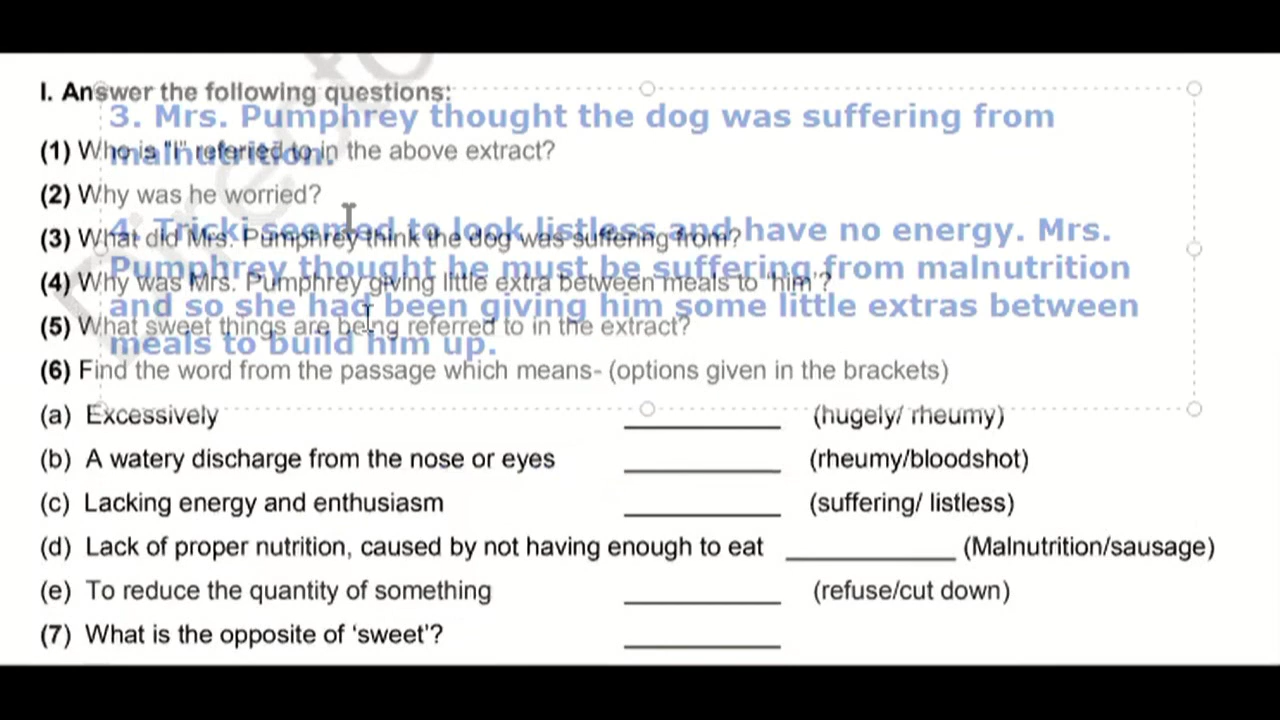 I. Answer the following questions:
3. Mrs. Pumphrey thought the dog was suffering from
malnutrition.
(1) Who is "I" referred to in the above extract?
(2) Why was he worried?
4. Tricki seemed to look listless and have no energy. Mrs.
(3) What did Mrs. Pumphrey think the dog was suffering from?
Pumphrey thought he must be suffering from malnutrition
(4) Why was Mrs. Pumphrey giving little extra between meals to 'him'?
and so she had been giving him some little extras between
(5) What sweet things are being referred to in the extract?
meals to build him up.
(6) Find the word from the passage which means- (options given in the brackets)
(a) Excessively ____________ (hugely/ rheumy)
(b) A watery discharge from the nose or eyes ____________ (rheumy/bloodshot)
(c) Lacking energy and enthusiasm ____________ (suffering/ listless)
(d) Lack of proper nutrition, caused by not having enough to eat ____________ (Malnutrition/sausage)
(e) To reduce the quantity of something ____________ (refuse/cut down)
(7) What is the opposite of 'sweet'? ____________